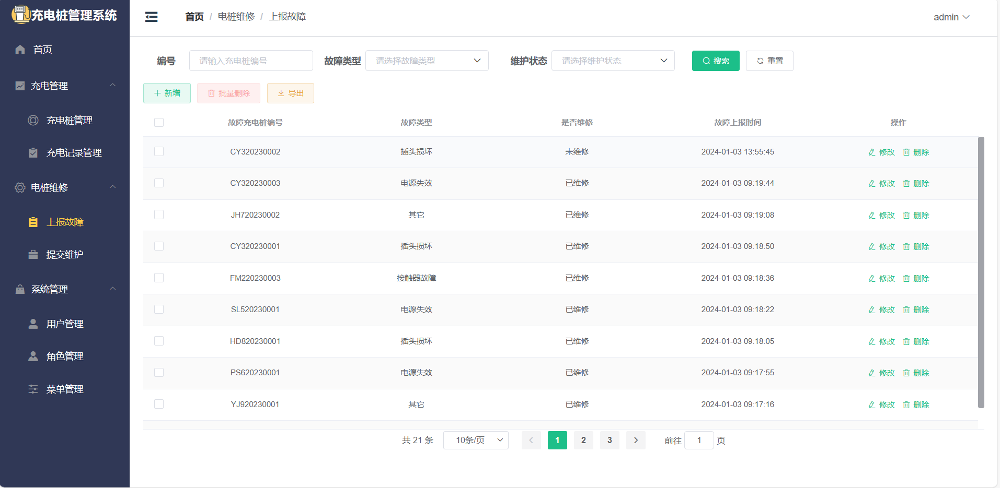 充电桩管理系统
首页
充电管理
充电桩管理
充电记录管理
电桩维修
上报故障
提交维护
系统管理
用户管理
角色管理
菜单管理
首页 / 电桩维修 / 上报故障
admin
编号 请输入充电桩编号 故障类型 请选择故障类型 维护状态 请选择维护状态 搜索 重置
新增 批量删除 导出
故障充电桩编号 故障类型 是否维修 故障上报时间 操作
CY320230002 插头损坏 未维修 2024-01-03 13:55:45 修改 删除
CY320230003 电源失效 已维修 2024-01-03 09:19:44 修改 删除
JH720230002 其它 已维修 2024-01-03 09:19:08 修改 删除
CY320230001 插头损坏 已维修 2024-01-03 09:18:50 修改 删除
FM220230003 接触器故障 已维修 2024-01-03 09:18:36 修改 删除
SL520230001 电源失效 已维修 2024-01-03 09:18:22 修改 删除
HD820230001 插头损坏 已维修 2024-01-03 09:18:05 修改 删除
PS620230001 电源失效 已维修 2024-01-03 09:17:55 修改 删除
YJ920230001 其它 已维修 2024-01-03 09:17:16 修改 删除
共 21 条 10条/页 1 2 3 前往 1 页